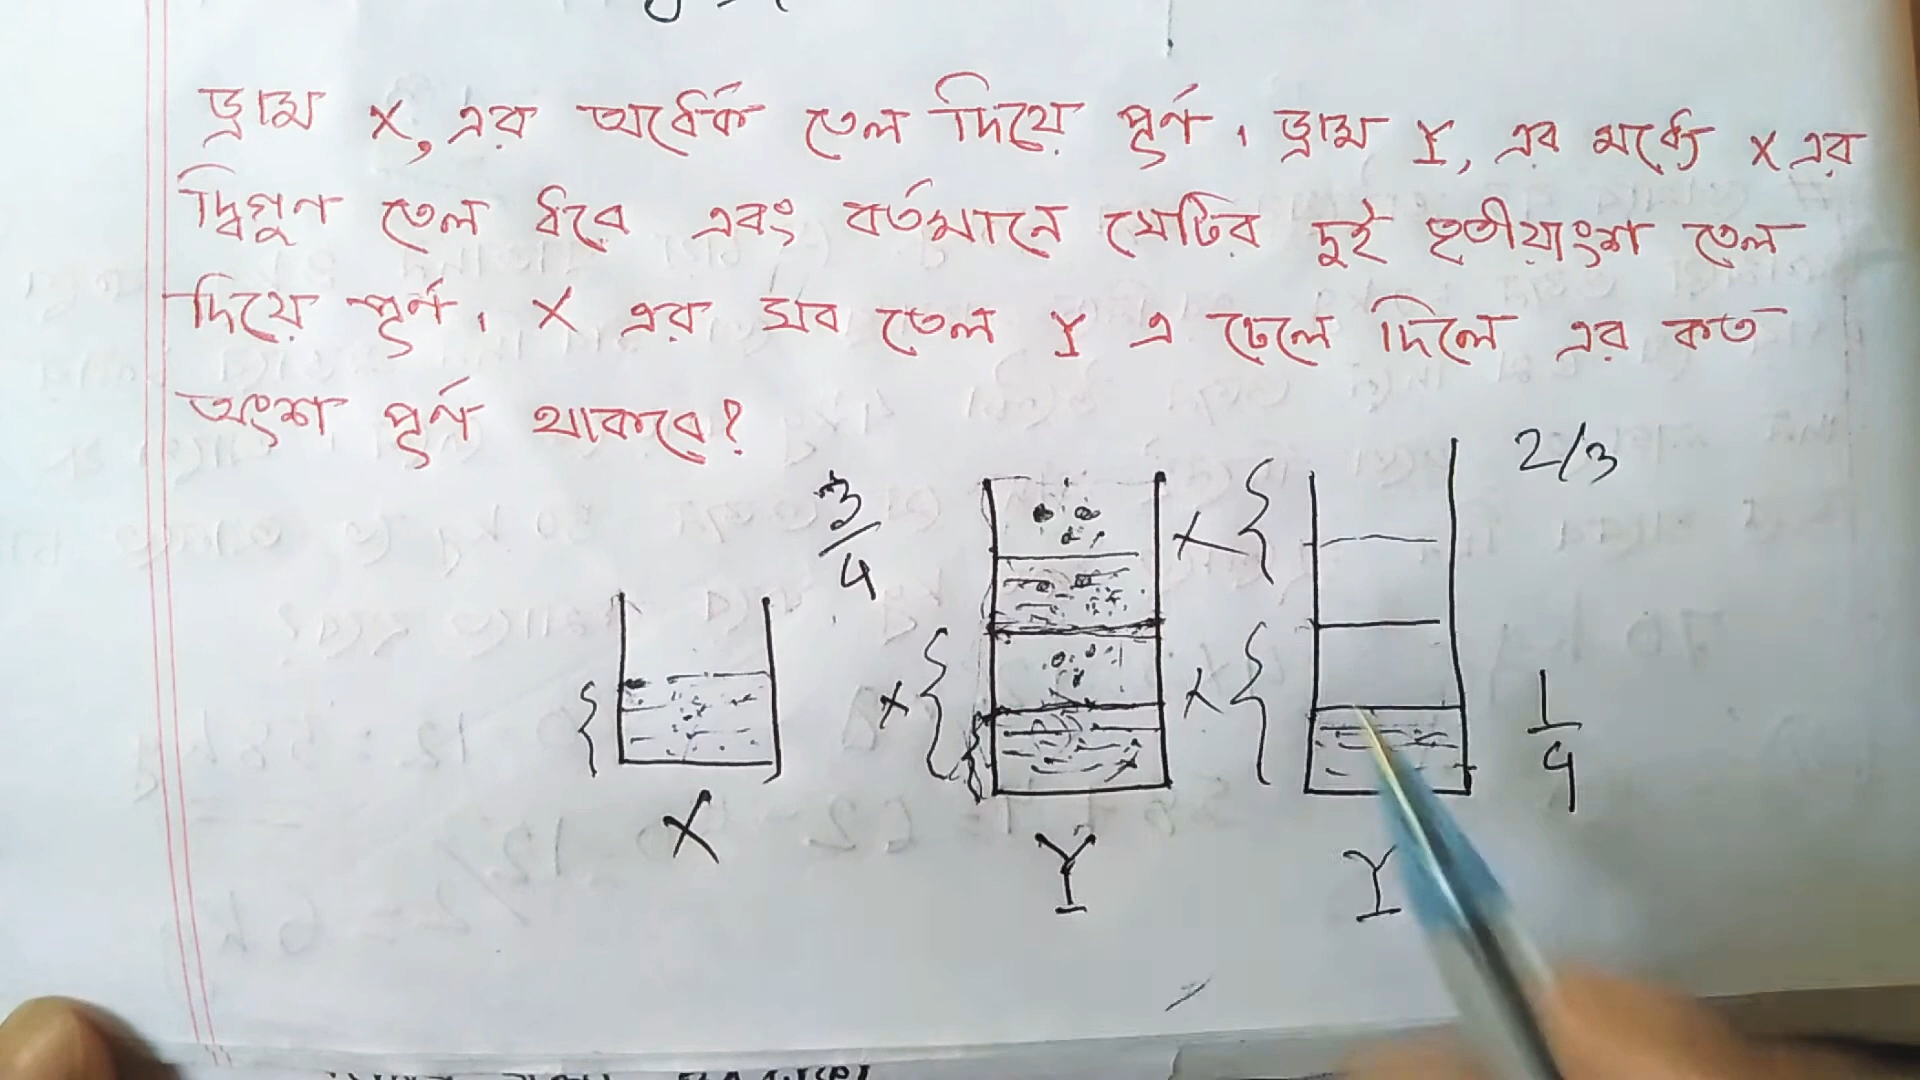 ড্রাম X, এর অর্ধেক তেল দিয়ে পূর্ণ। ড্রাম Y, এর মধ্যে X এর
দ্বিগুণ তেল ধরে এবং বর্তমানে সেটির দুই তৃতীয়াংশ তেল
দিয়ে পূর্ণ। X এর সব তেল Y এ ঢেলে দিলে এর কত
অংশ পূর্ণ থাকবে?
2/3
3/4
X
X X
1/4
X
Y Y